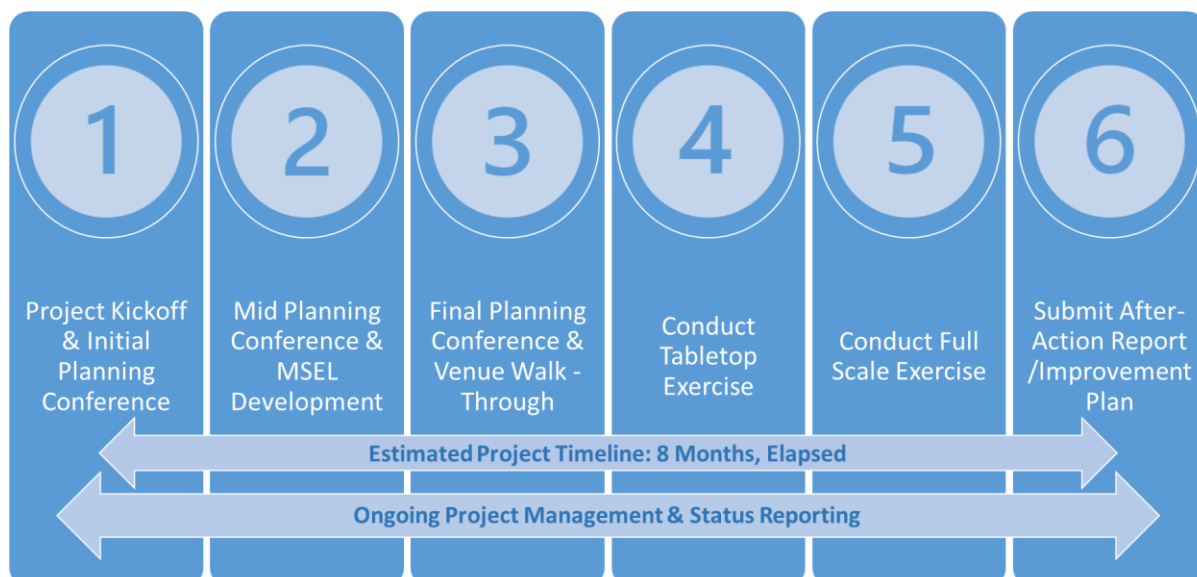 1
2
3
4
5
6
Project Kickoff
& Initial
Planning
Conference
Mid Planning
Conference &
MSEL
Development
Final Planning
Conference &
Venue Walk -
Through
Conduct
Tabletop
Exercise
Conduct Full
Scale Exercise
Submit After-
Action Report
/Improvement
Plan
Estimated Project Timeline: 8 Months, Elapsed
Ongoing Project Management & Status Reporting